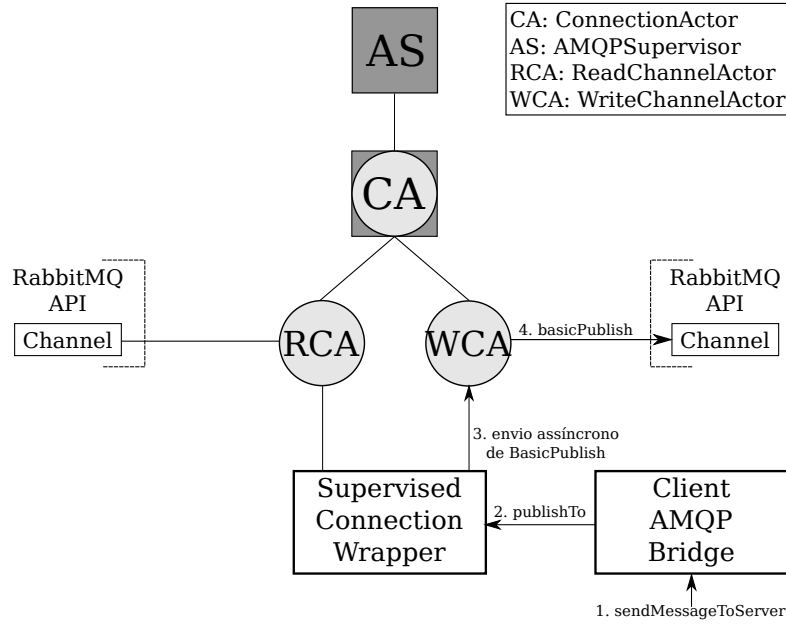 AS
CA: ConnectionActor
AS: AMQPSupervisor
RCA: ReadChannelActor
WCA: WriteChannelActor
CA
RabbitMQ
API
Channel
RCA
WCA
4. basicPublish
RabbitMQ
API
Channel
3. envio assíncrono
de BasicPublish
Supervised
Connection
Wrapper
2. publishTo
Client
AMQP
Bridge
1. sendMessageToServer